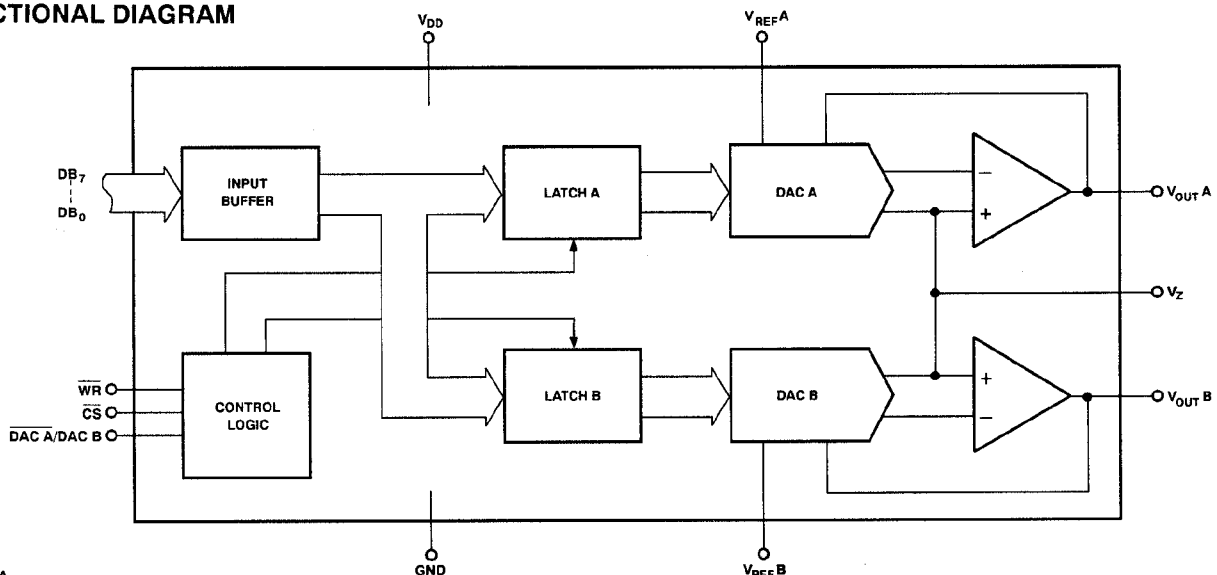 CTIONAL DIAGRAM
VDD
VREFA
DB7
DB0
INPUT
BUFFER
LATCH A
DAC A
−
+
VOUT A
VZ
WR
CS
DAC A/DAC B
CONTROL
LOGIC
LATCH B
DAC B
+
−
VOUT B
GND
VREFB